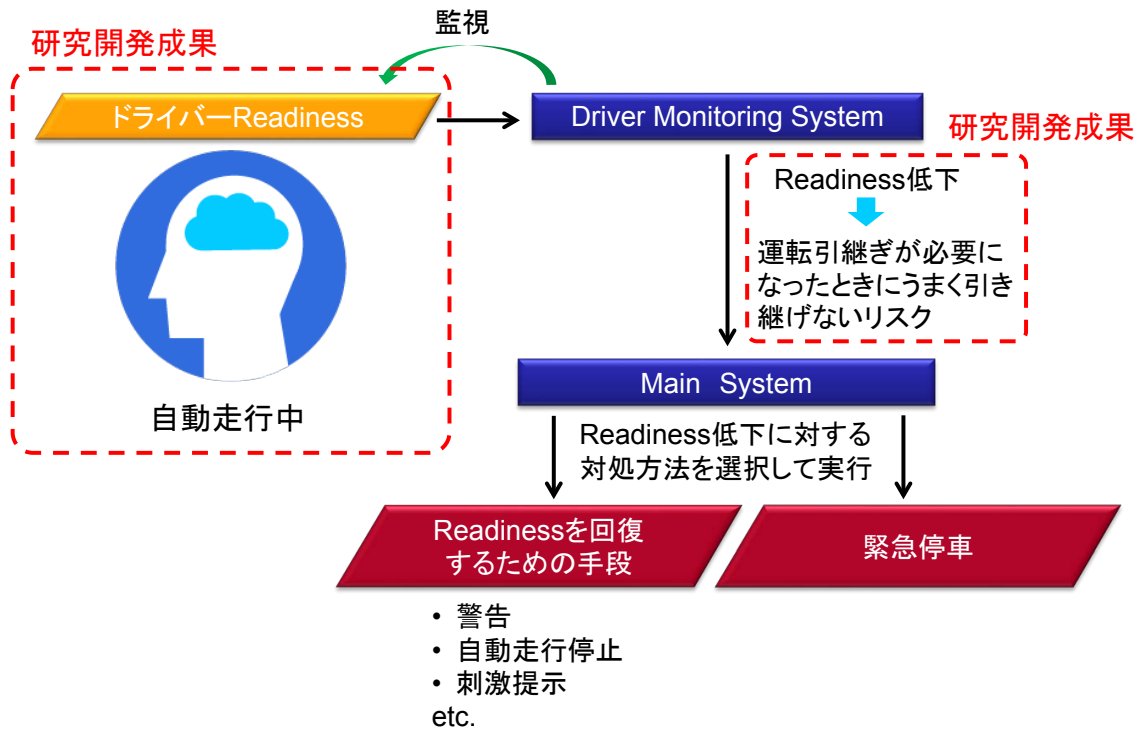 監視
研究開発成果
ドライバーReadiness
Driver Monitoring System
研究開発成果
Readiness低下
運転引継ぎが必要に
なったときにうまく引き
継げないリスク
自動走行中
Main System
Readiness低下に対する
対処方法を選択して実行
Readinessを回復
するための手段
緊急停車
• 警告
• 自動走行停止
• 刺激提示
etc.